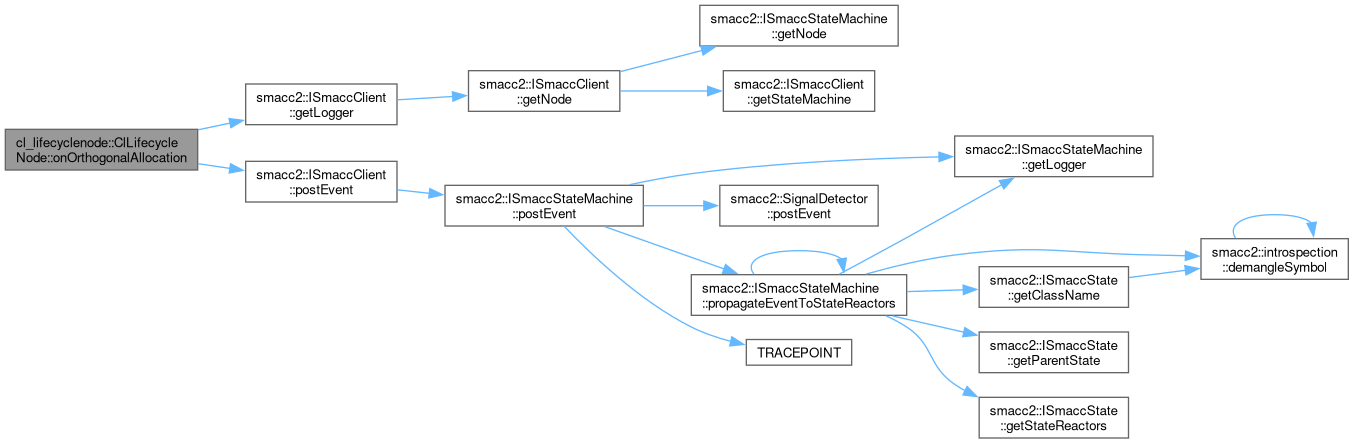 smacc2::ISmaccStateMachine
::getNode
smacc2::ISmaccClient
::getLogger
smacc2::ISmaccClient
::getNode
smacc2::ISmaccClient
::getStateMachine
cl_lifecyclenode::ClLifecycle
Node::onOrthogonalAllocation
smacc2::ISmaccClient
::postEvent
smacc2::ISmaccStateMachine
::postEvent
smacc2::ISmaccStateMachine
::getLogger
smacc2::SignalDetector
::postEvent
smacc2::introspection
::demangleSymbol
smacc2::ISmaccStateMachine
::propagateEventToStateReactors
smacc2::ISmaccState
::getClassName
TRACEPOINT
smacc2::ISmaccState
::getParentState
smacc2::ISmaccState
::getStateReactors